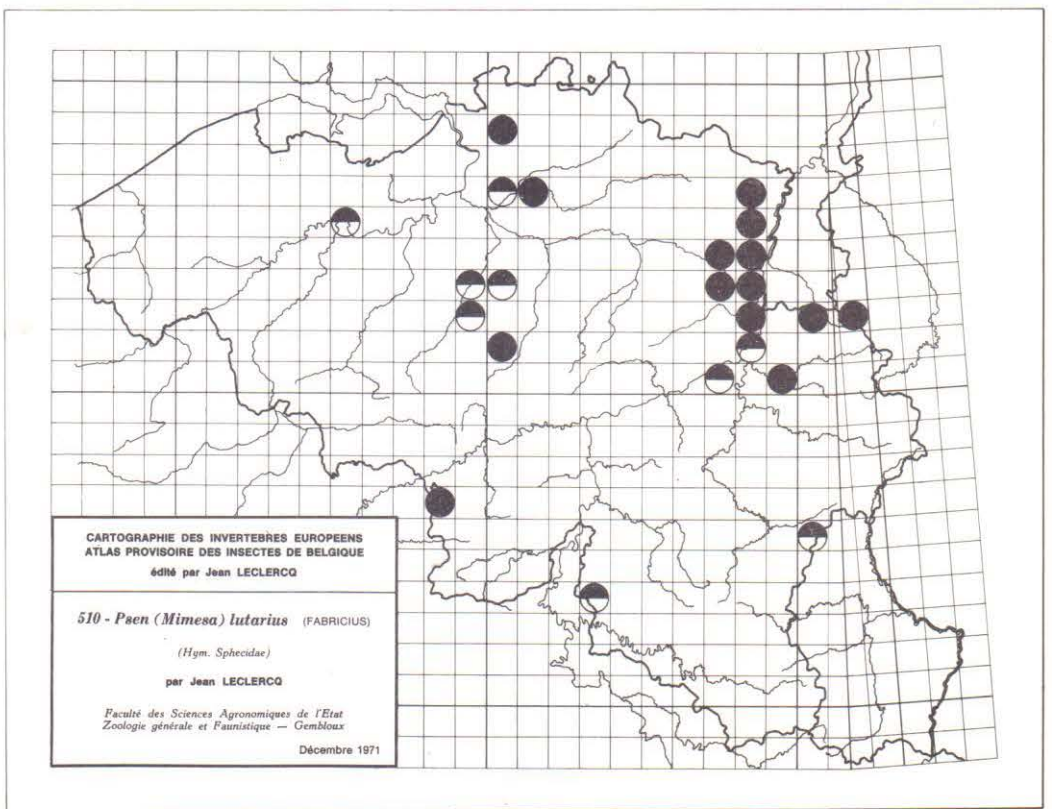 CARTOGRAPHIE DES INVERTEBRES EUROPEENS
ATLAS PROVISOIRE DES INSECTES DE BELGIQUE
édité par Jean LECLERCQ
510 - Psen (Mimesa) lutarius (FABRICIUS)
(Hym. Sphecidae)
par Jean LECLERCQ
Faculté des Sciences Agronomiques de l'Etat
Zoologie générale et Faunistique — Gembloux
Décembre 1971